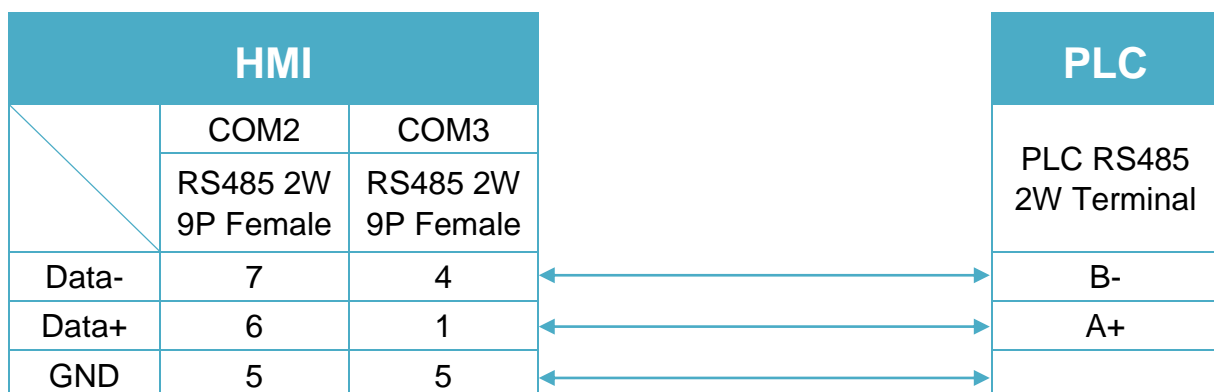 HMI
PLC
COM2 COM3
RS485 2W
9P Female
RS485 2W
9P Female
PLC RS485
2W Terminal
Data- 7 4 B-
Data+ 6 1 A+
GND 5 5